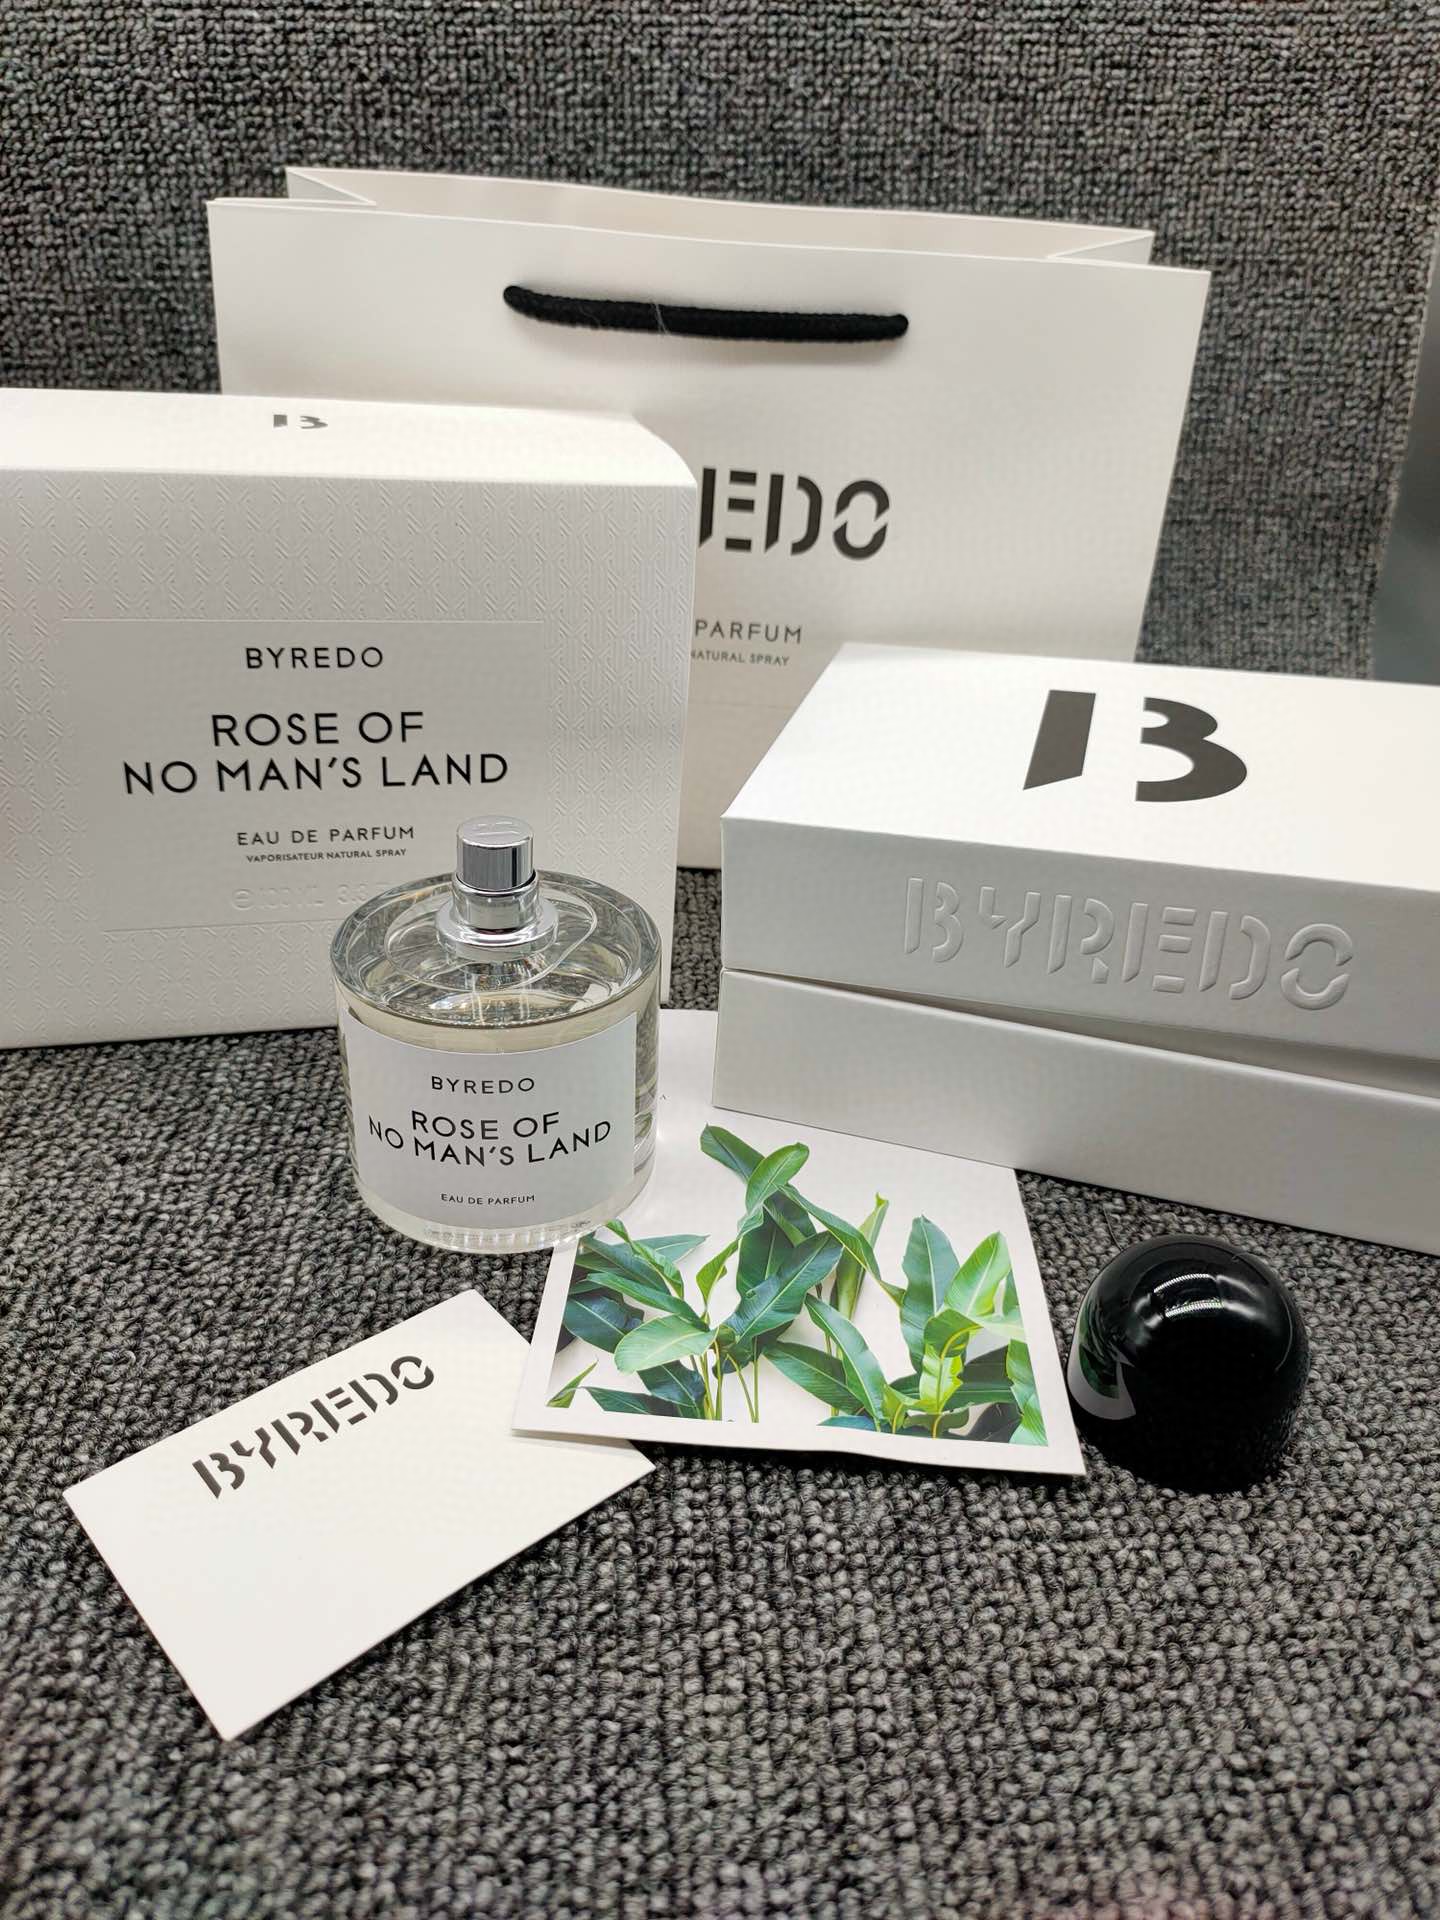 B
BYREDO
ROSE OF
NO MAN'S LAND
EAU DE PARFUM
VAPORISATEUR NATURAL SPRAY
EDO
PARFUM
NATURAL SPRAY
B
BYREDO
BYREDO
ROSE OF
NO MAN'S LAND
EAU DE PARFUM
BYREDO